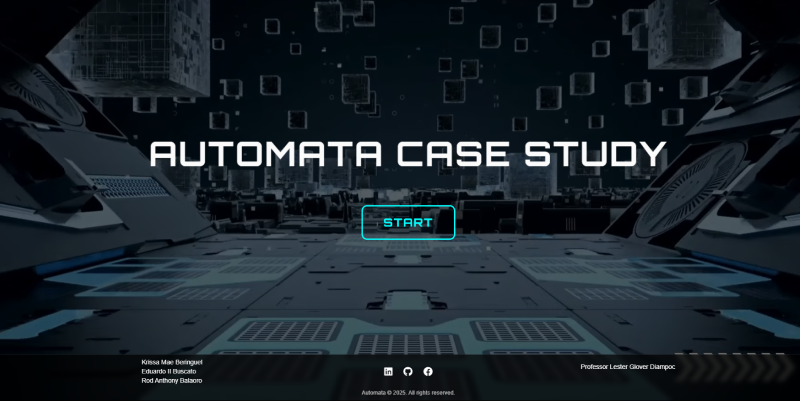 AUTOMATA CASE STUDY
START
Krissa Mae Beringuel
Eduardo II Buscato
Rod Anthony Balaoro
Professor Lester Glover Diampoc
Automata © 2025. All rights reserved.